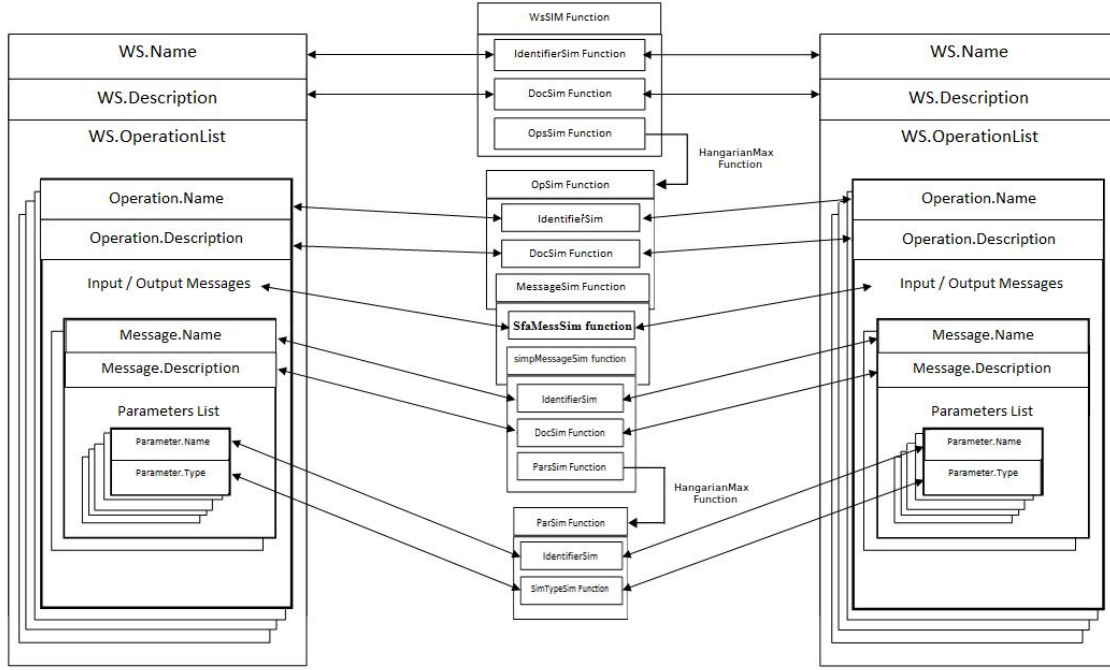 WS.Name
WS.Description
WS.OperationList
Operation.Name
Operation.Description
Input / Output Messages
Message.Name
Message.Description
Parameters List
Parameter.Name
Parameter.Type
WsSIM Function
IdentifierSim Function
DocSim Function
OpsSim Function
HangarianMax
Function
OpSim Function
IdentifierSim
DocSim Function
MessageSim Function
SfaMessSim function
simpMessageSim function
IdentifierSim
DocSim Function
ParsSim Function
HangarianMax
Function
ParSim Function
IdentifierSim
SimTypeSim Function
WS.Name
WS.Description
WS.OperationList
Operation.Name
Operation.Description
Input / Output Messages
Message.Name
Message.Description
Parameters List
Parameter.Name
Parameter.Type